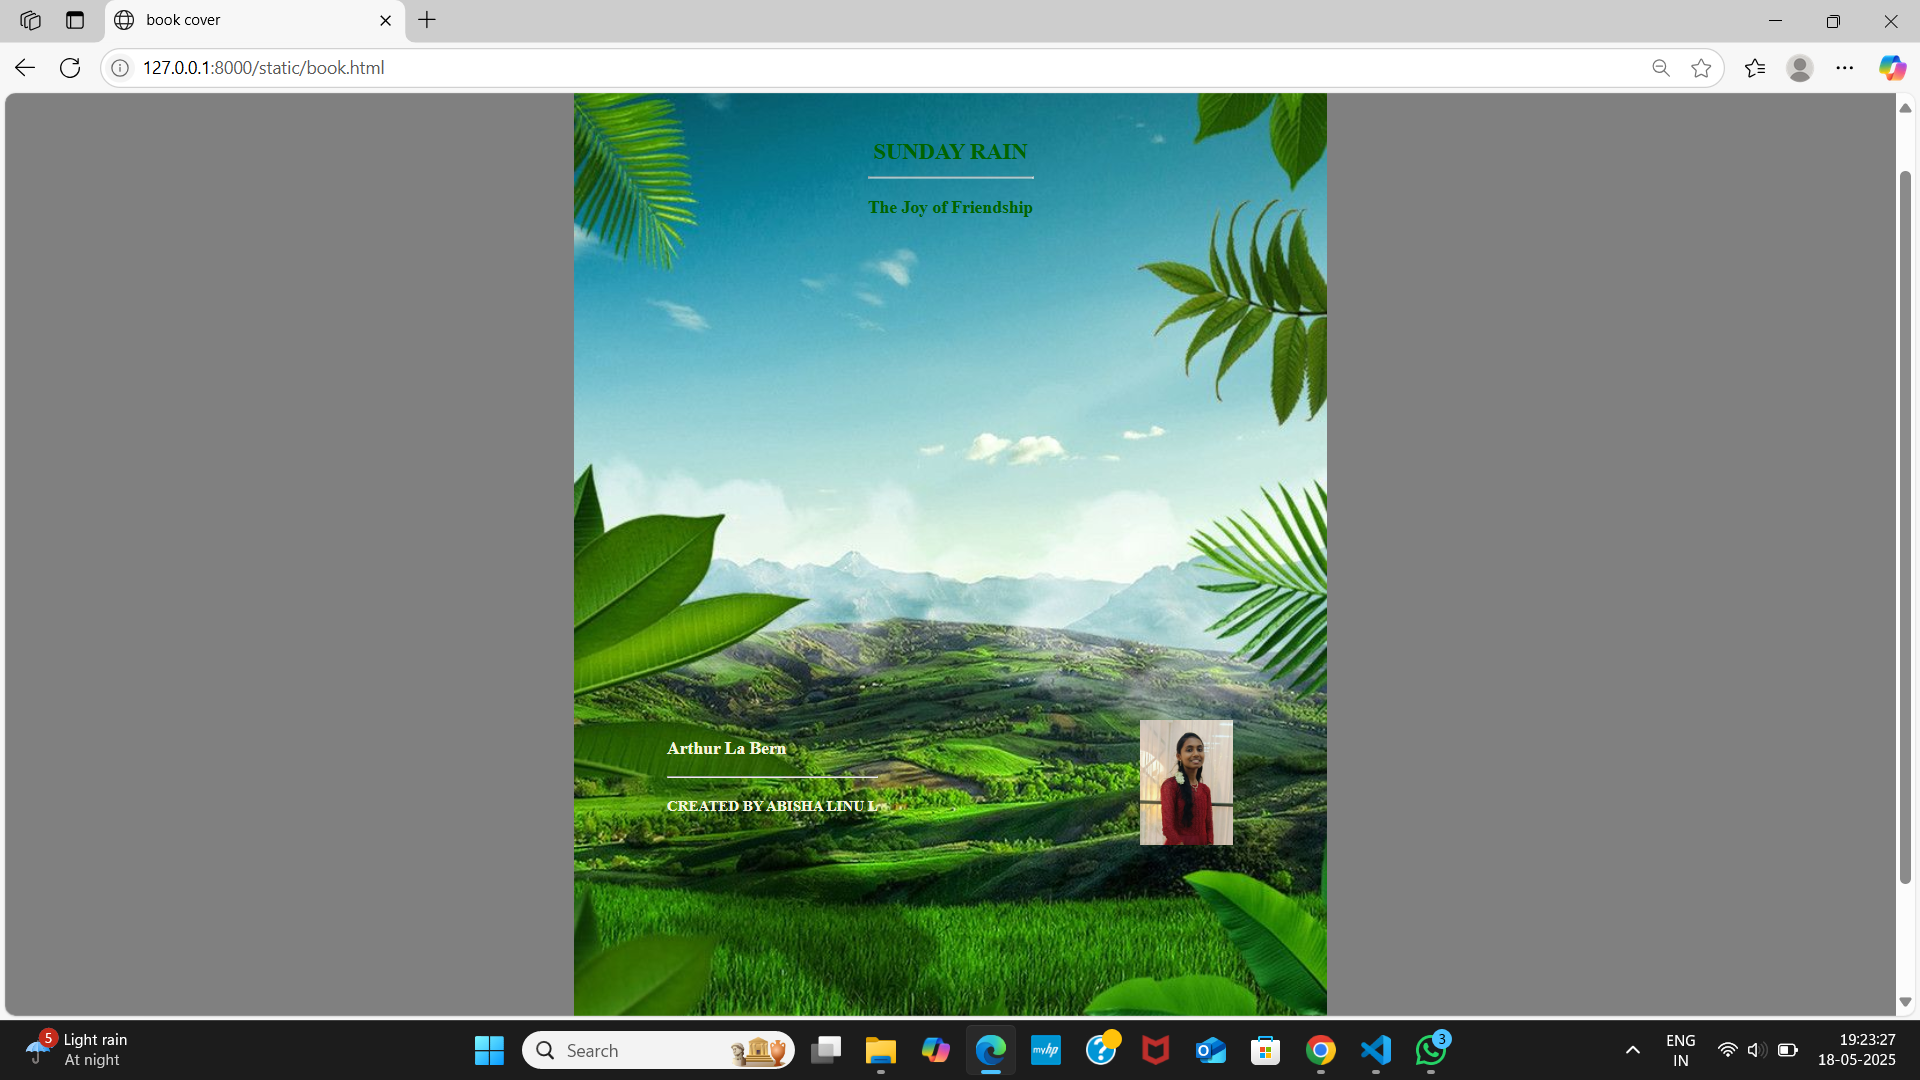 book cover
127.0.0.1:8000/static/book.html
SUNDAY RAIN
The Joy of Friendship
Arthur La Bern
CREATED BY ABISHA LINU L
5
Light rain
At night
Search
myhp
3
ENG
IN
19:23:27
18-05-2025